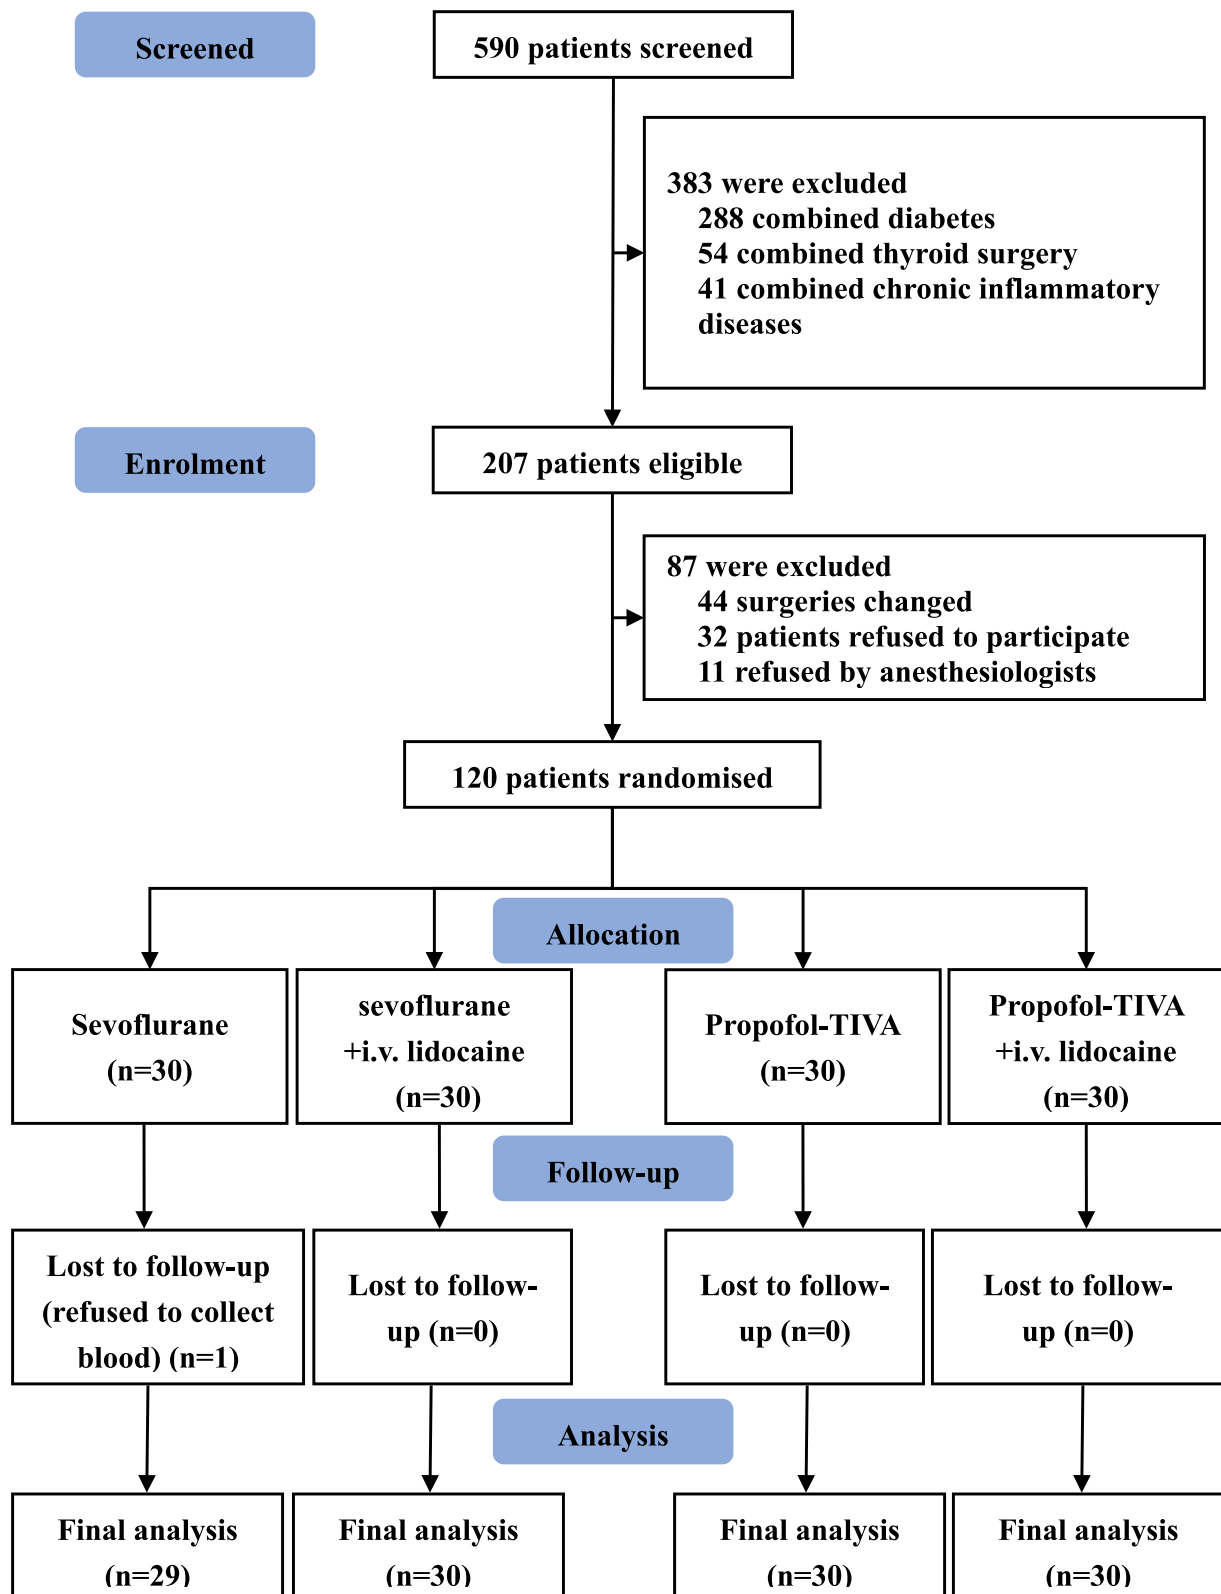 Screened
590 patients screened
383 were excluded
288 combined diabetes
54 combined thyroid surgery
41 combined chronic inflammatory
diseases
Enrolment
207 patients eligible
87 were excluded
44 surgeries changed
32 patients refused to participate
11 refused by anesthesiologists
120 patients randomised
Allocation
Sevoflurane
(n=30)
sevoflurane
+i.v. lidocaine
(n=30)
Propofol-TIVA
(n=30)
Propofol-TIVA
+i.v. lidocaine
(n=30)
Follow-up
Lost to follow-up
(refused to collect
blood) (n=1)
Lost to follow-
up (n=0)
Lost to follow-
up (n=0)
Lost to follow-
up (n=0)
Analysis
Final analysis
(n=29)
Final analysis
(n=30)
Final analysis
(n=30)
Final analysis
(n=30)